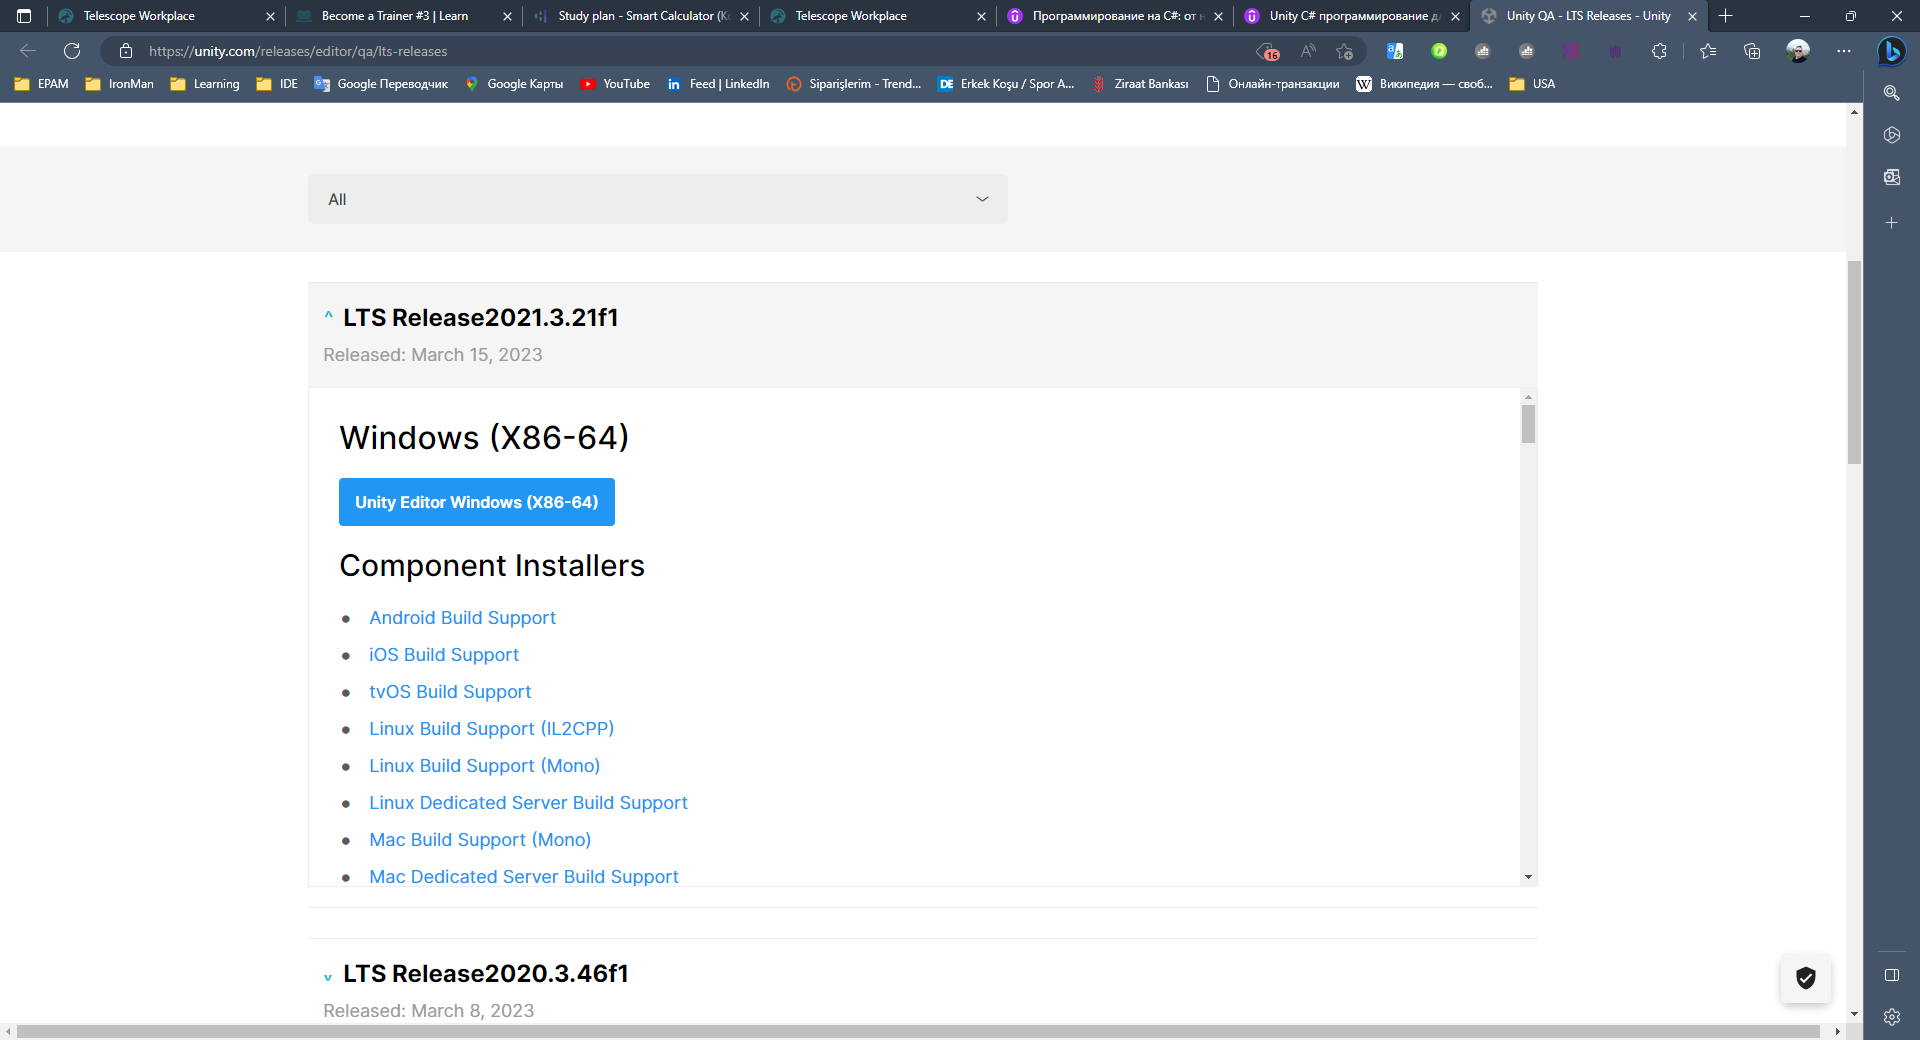 Telescope Workplace
Become a Trainer #3 | Learn
Study plan - Smart Calculator (Ко
Telescope Workplace
Программирование на C#: от н
Unity C# программирование дл
Unity QA - LTS Releases - Unity
https://unity.com/releases/editor/qa/lts-releases
16
EPAM
IronMan
Learning
IDE
Google Переводчик
Google Карты
YouTube
Feed | LinkedIn
Siparişlerim - Trend...
DE
Erkek Koşu / Spor A...
Ziraat Bankası
Онлайн-транзакции
W
Википедия — своб...
USA
All
^ LTS Release2021.3.21f1
Released: March 15, 2023
Windows (X86-64)
Unity Editor Windows (X86-64)
Component Installers
Android Build Support
iOS Build Support
tvOS Build Support
Linux Build Support (IL2CPP)
Linux Build Support (Mono)
Linux Dedicated Server Build Support
Mac Build Support (Mono)
Mac Dedicated Server Build Support
v LTS Release2020.3.46f1
Released: March 8, 2023